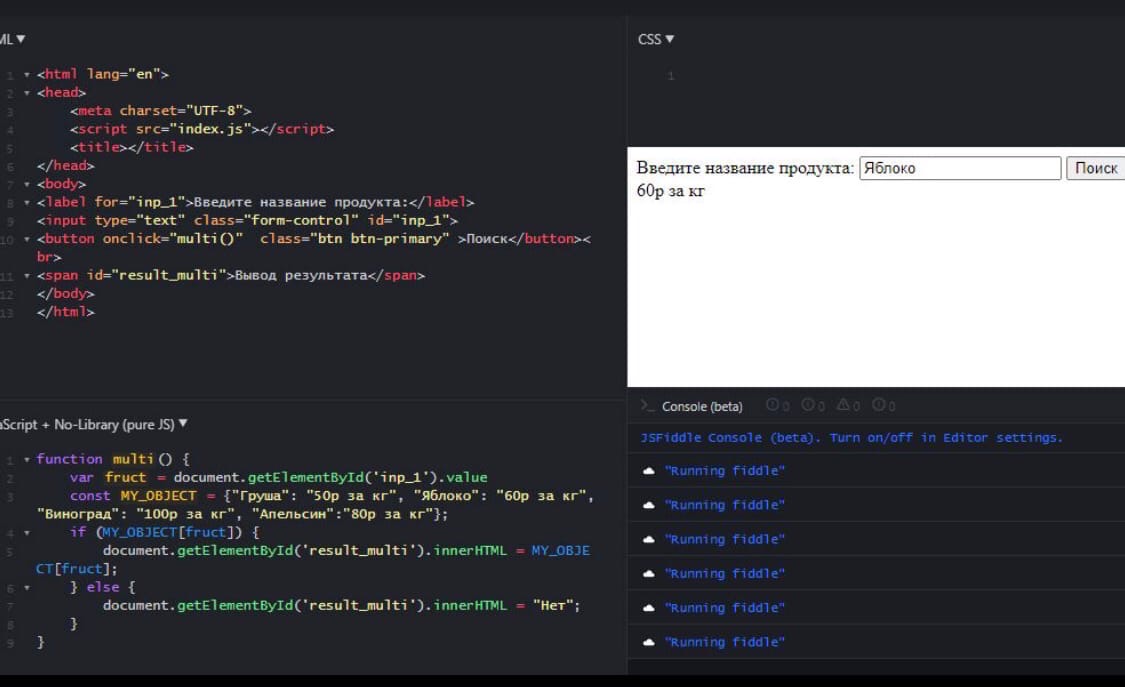 ML ▼
1 <html lang="en">
2 <head>
3 <meta charset="UTF-8">
4 <script src="index.js"></script>
5 <title></title>
6 </head>
7 <body>
8 <label for="inp_1">Введите название продукта:</label>
9 <input type="text" class="form-control" id="inp_1">
10 <button onclick="multi()"  class="btn btn-primary" >Поиск</button><
br>
11 <span id="result_multi">Вывод результата</span>
12 </body>
13 </html>
aScript + No-Library (pure JS) ▼
1 function multi() {
2 var fruct = document.getElementById('inp_1').value
3 const MY_OBJECT = {"Груша": "50р за кг", "Яблоко": "60р за кг",
"Виноград": "100р за кг", "Апельсин":"80р за кг"};
4 if (MY_OBJECT[fruct]) {
5 document.getElementById('result_multi').innerHTML = MY_OBJE
CT[fruct];
6 } else {
7 document.getElementById('result_multi').innerHTML = "Нет";
8 }
9 }
CSS ▼
1
Введите название продукта: Яблоко Поиск
60р за кг
>_ Console (beta) 0 0 0 0
JSFiddle Console (beta). Turn on/off in Editor settings.
"Running fiddle"
"Running fiddle"
"Running fiddle"
"Running fiddle"
"Running fiddle"
"Running fiddle"